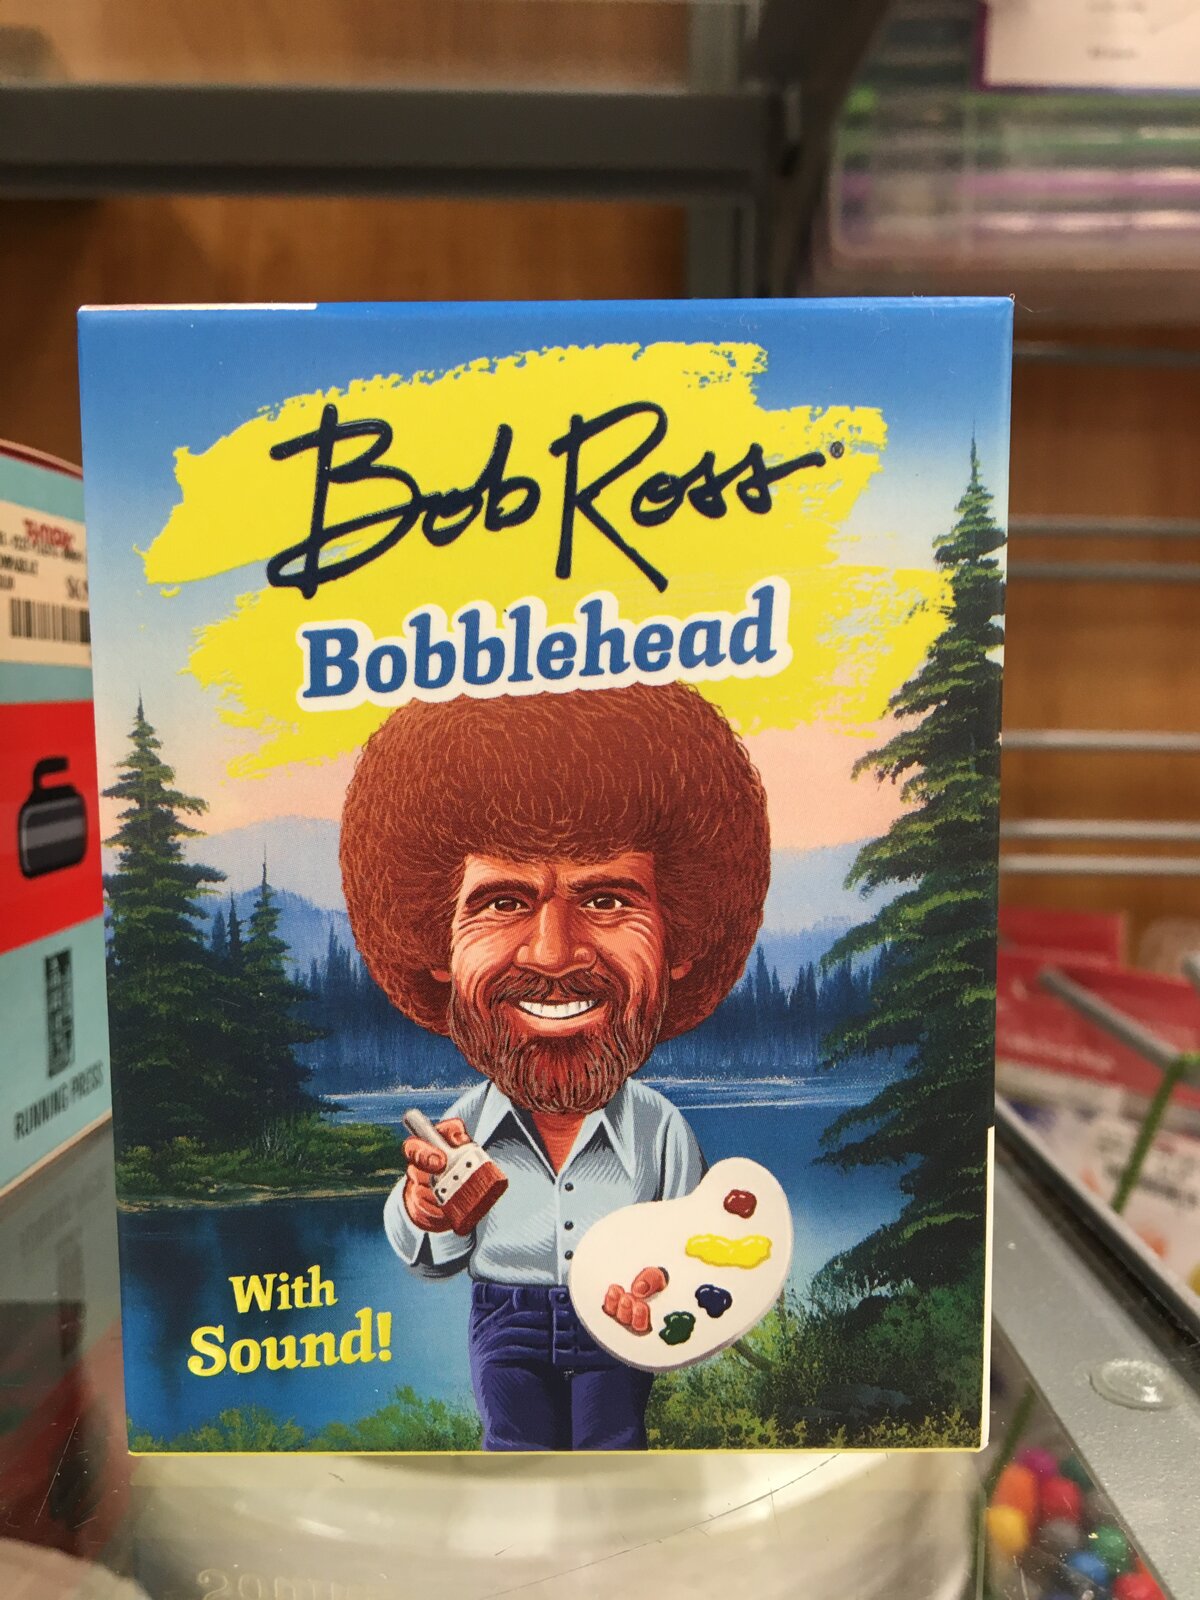 Bob Ross®
Bobblehead
With
Sound!
RUNNING PRESS